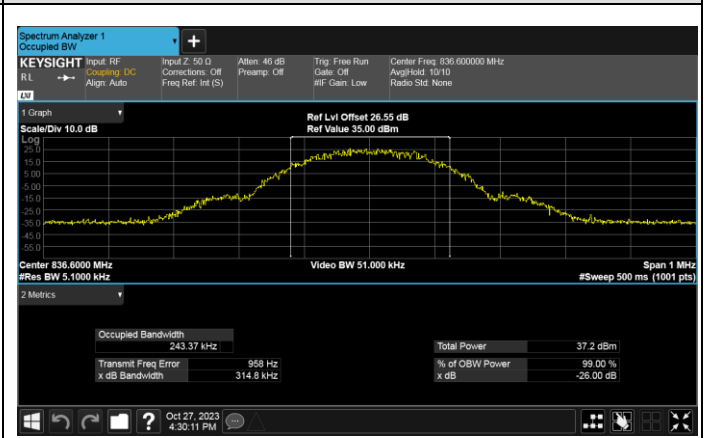 Spectrum Analyzer 1
Occupied BW
+
KEYSIGHT
RL
LXI
Input: RF
Coupling: DC
Align: Auto
Input Z: 50 Ω
Corrections: Off
Freq Ref: Int (S)
Atten: 46 dB
Preamp: Off
Trig: Free Run
Gate: Off
#IF Gain: Low
Center Freq: 836.600000 MHz
Avg|Hold: 10/10
Radio Std: None
1 Graph
Scale/Div 10.0 dB
Ref Lvl Offset 26.55 dB
Ref Value 35.00 dBm
Log
25.0
15.0
5.00
-5.00
-15.0
-25.0
-35.0
-45.0
-55.0
Center 836.6000 MHz
#Res BW 5.1000 kHz
Video BW 51.000 kHz
Span 1 MHz
#Sweep 500 ms (1001 pts)
2 Metrics
Occupied Bandwidth
243.37 kHz
Total Power 37.2 dBm
Transmit Freq Error 958 Hz
% of OBW Power 99.00 %
x dB Bandwidth 314.8 kHz
x dB -26.00 dB
?
Oct 27, 2023
4:30:11 PM